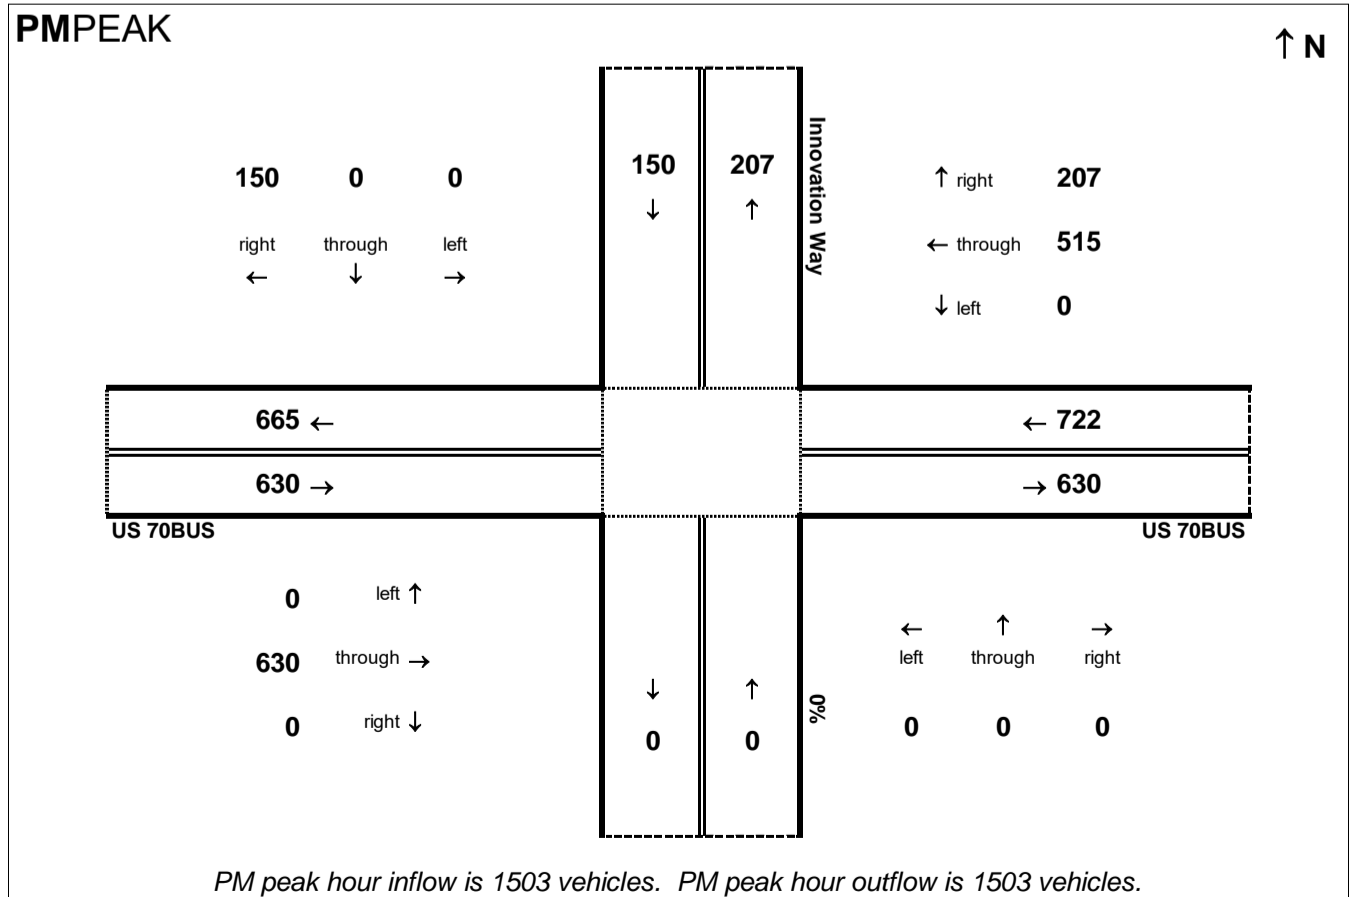 PMPEAK
↑ N
150 0 0
right through left
← ↓ →
150 207
↓ ↑
Innovation Way
↑ right 207
← through 515
↓ left 0
665 ←
630 →
← 722
→ 630
US 70BUS
US 70BUS
0 left ↑
630 through →
0 right ↓
↓ ↑
0 0
0%
← ↑ →
left through right
0 0 0
PM peak hour inflow is 1503 vehicles. PM peak hour outflow is 1503 vehicles.